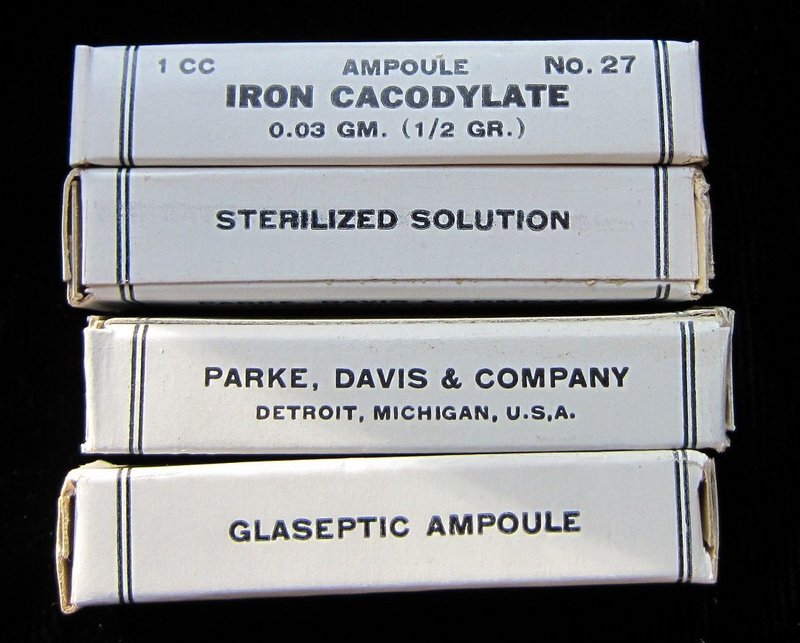 1 CC AMPOULE NO. 27
IRON CACODYLATE
0.03 GM. (1/2 GR.)
STERILIZED SOLUTION
PARKE, DAVIS & COMPANY
DETROIT, MICHIGAN, U.S.A.
GLASEPTIC AMPOULE